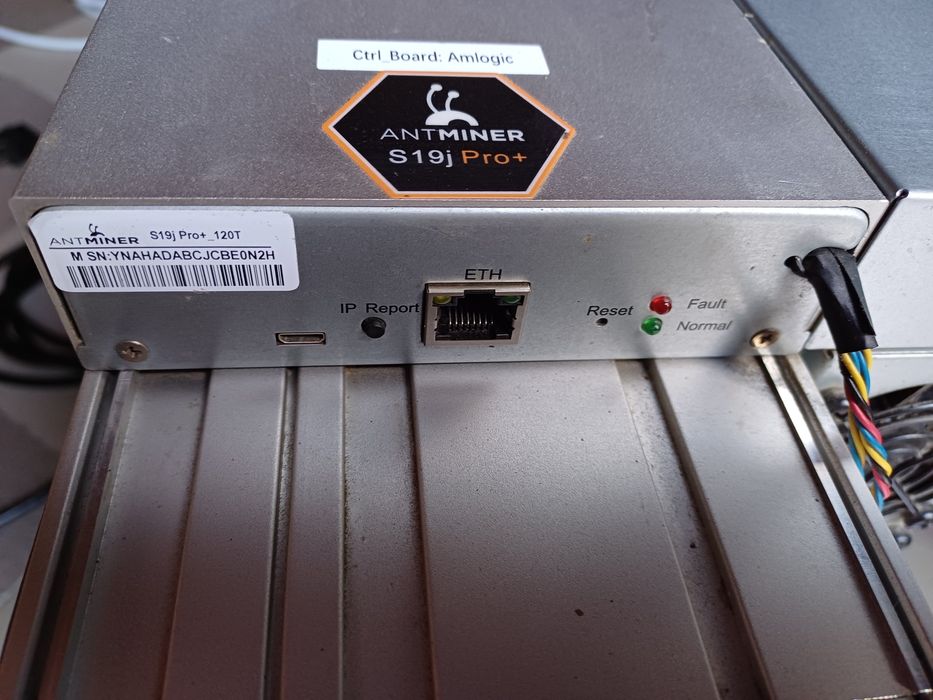 Ctrl_Board: Amlogic
ANTMINER
S19j Pro+
ANTMINER S19j Pro+_120T
M SN:YNAHADABCJCBE0N2H
ETH
IP Report
Reset
Fault
Normal